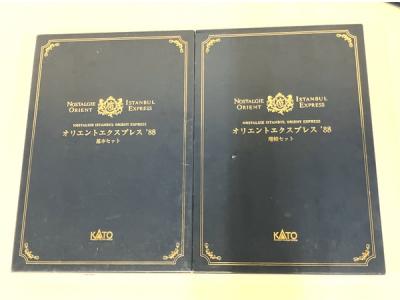 NOSTALGIE ORIENT
ISTANBUL EXPRESS
NOSTALGIE ISTANBUL ORIENT EXPRESS
オリエントエクスプレス '88
基本セット
KATO
NOSTALGIE ORIENT
ISTANBUL EXPRESS
NOSTALGIE ISTANBUL ORIENT EXPRESS
オリエントエクスプレス '88
増結セット
KATO